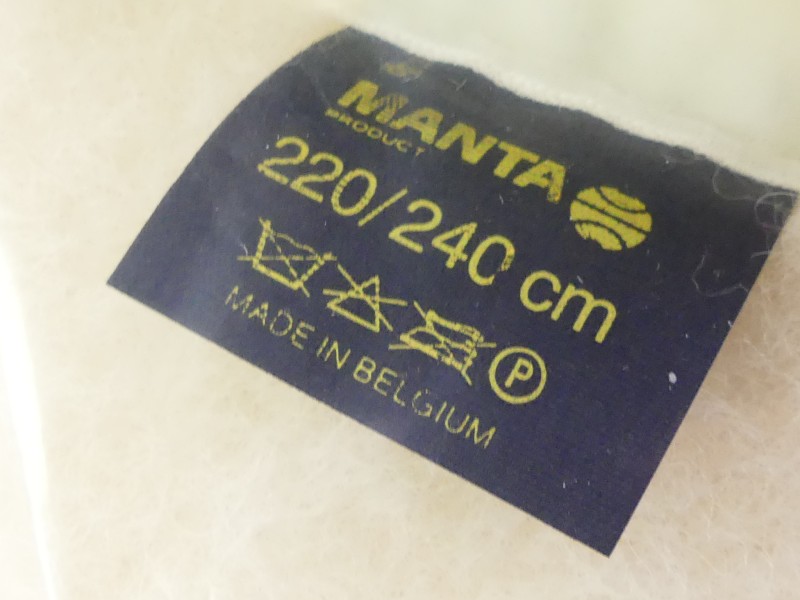 MANTA
PRODUCT
220/240 cm
P
MADE IN BELGIUM